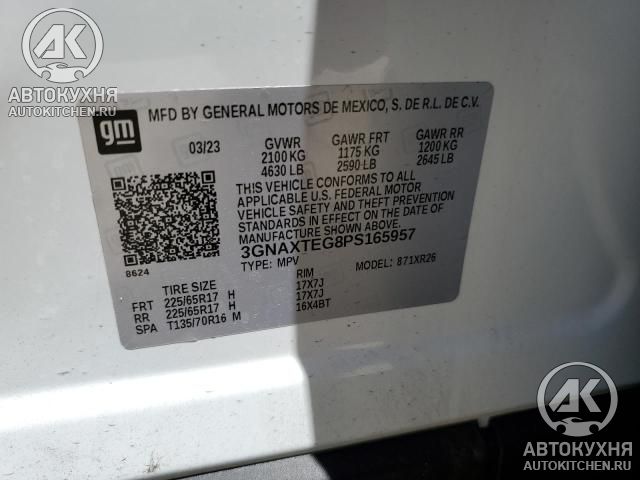 AK
АВТОКУХНЯ
AUTOKITCHEN.RU
gm
MFD BY GENERAL MOTORS DE MEXICO, S. DE R.L. DE C.V.
03/23 GVWR GAWR FRT GAWR RR
2100 KG 1175 KG 1200 KG
4630 LB 2590 LB 2645 LB
THIS VEHICLE CONFORMS TO ALL
APPLICABLE U.S. FEDERAL MOTOR
VEHICLE SAFETY AND THEFT PREVENTION
STANDARDS IN EFFECT ON THE DATE OF
MANUFACTURE SHOWN ABOVE.
3GNAXTEG8PS165957
8624
TYPE: MPV MODEL: 871XR26
TIRE SIZE RIM
FRT 225/65R17 H 17X7J
RR 225/65R17 H 17X7J
SPA T135/70R16 M 16X4BT
AK
АВТОКУХНЯ
AUTOKITCHEN.RU